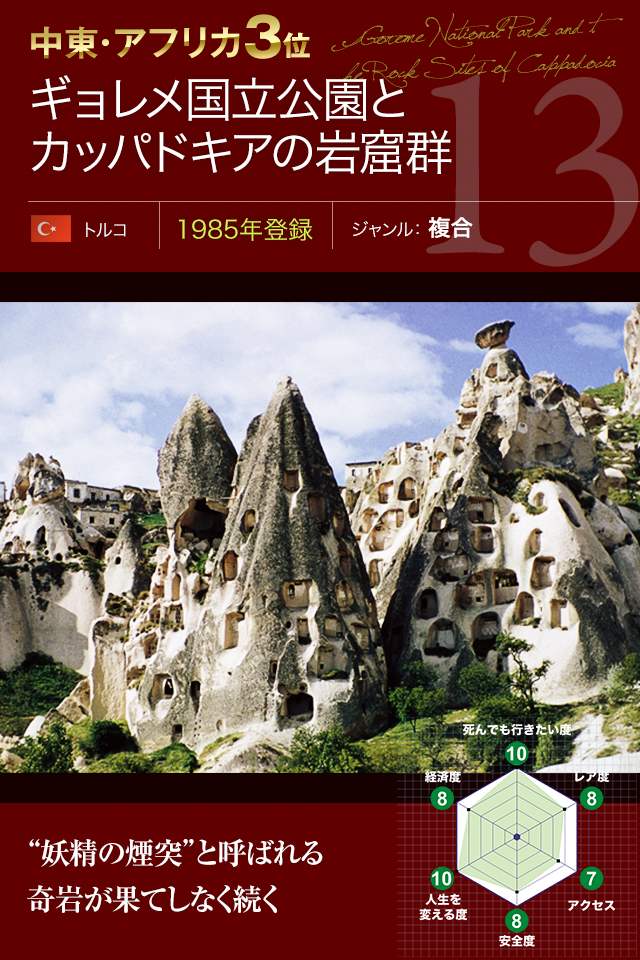 中東・アフリカ3位
Goreme National Park and t
he Rock Sites of Cappadocia
13
ギョレメ国立公園と
カッパドキアの岩窟群
トルコ
1985年登録
ジャンル：複合
死んでも行きたい度
10
経済度
8
レア度
8
10
人生を
変える度
7
アクセス
8
安全度
“妖精の煙突”と呼ばれる
奇岩が果てしなく続く